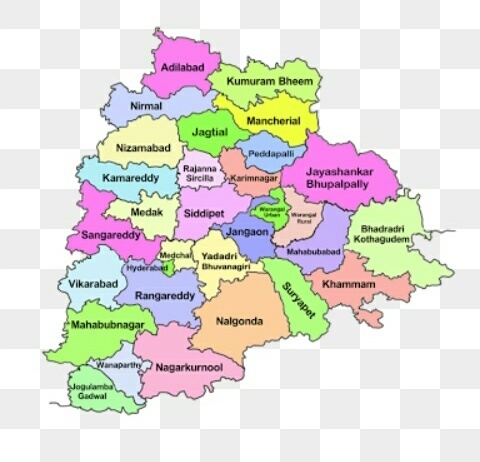 Adilabad
Kumuram Bheem
Nirmal
Mancherial
Jagtial
Nizamabad
Peddapalli
Rajanna
Sircilla
Karimnagar
Jayashankar
Bhupalpally
Kamareddy
Medak
Siddipet
Warangal
Urban
Warangal
Rural
Bhadradri
Kothagudem
Sangareddy
Jangaon
Mahabubabad
Medchal
Yadadri
Bhuvanagiri
Hyderabad
Vikarabad
Rangareddy
Suryapet
Khammam
Mahabubnagar
Nalgonda
Wanaparthy
Nagarkurnool
Jogulamba
Gadwal